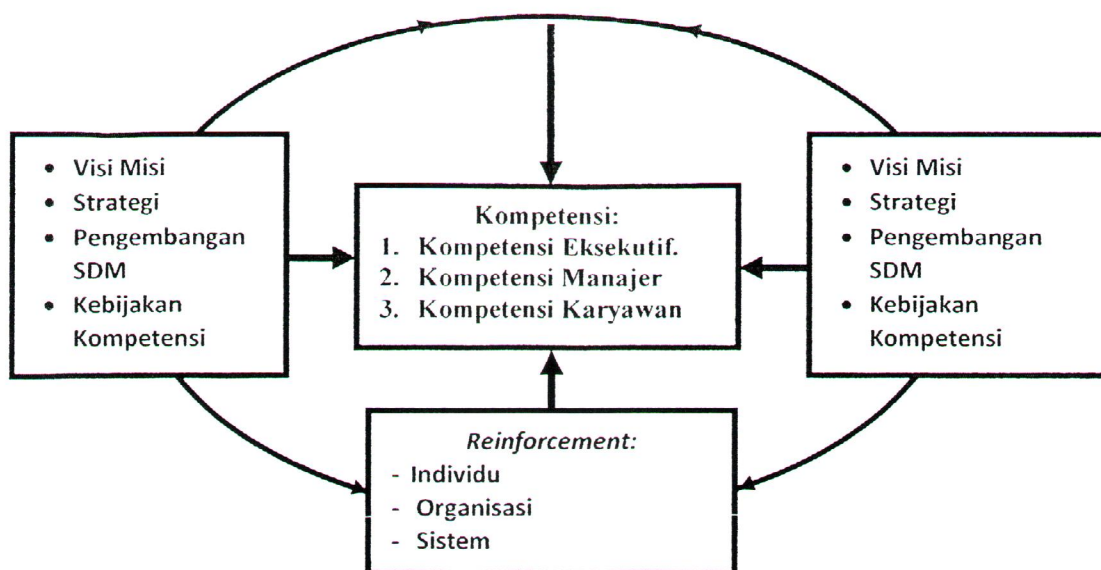 • Visi Misi
• Strategi
• Pengembangan
SDM
• Kebijakan
Kompetensi
Kompetensi:
1. Kompetensi Eksekutif.
2. Kompetensi Manajer
3. Kompetensi Karyawan
• Visi Misi
• Strategi
• Pengembangan
SDM
• Kebijakan
Kompetensi
Reinforcement:
- Individu
- Organisasi
- Sistem